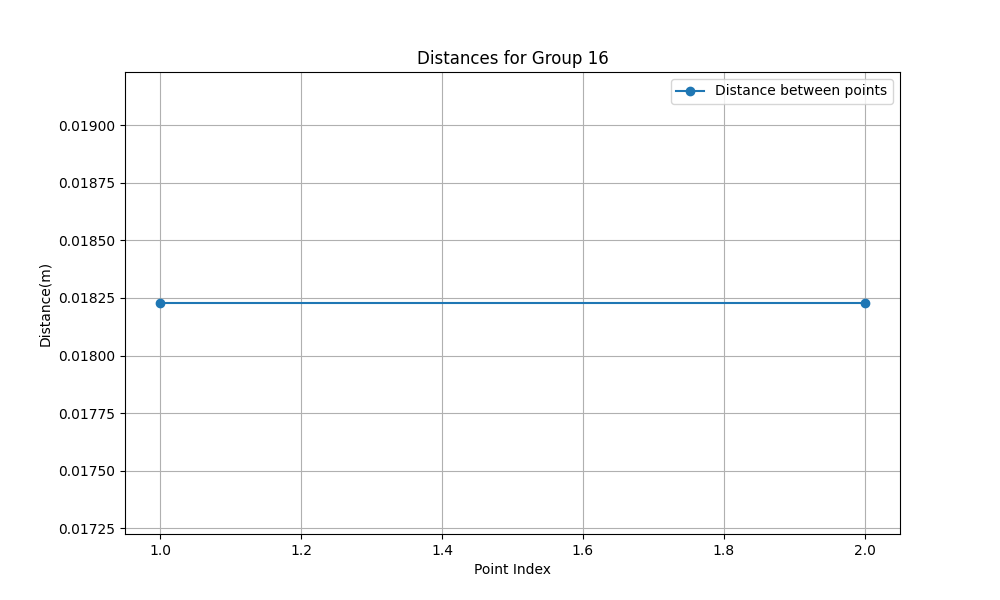 Distances for Group 16
Distance between points
0.01900
0.01875
0.01850
0.01825
0.01800
0.01775
0.01750
0.01725
Distance(m)
1.0 1.2 1.4 1.6 1.8 2.0
Point Index